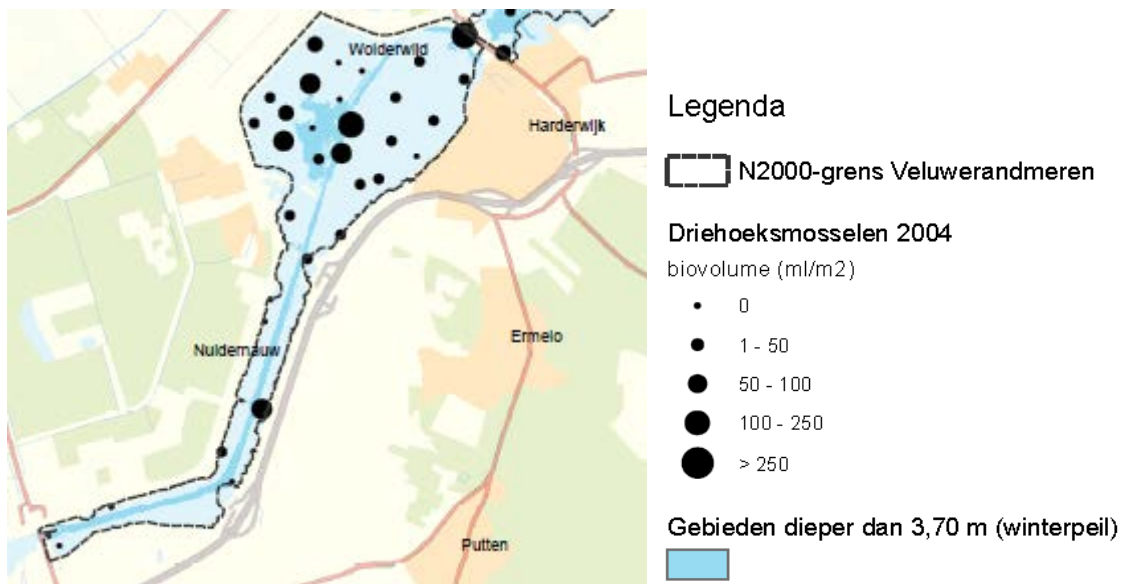 Wolderwijd
Harderwijk
Nuldernauw
Ermelo
Putten
Legenda
N2000-grens Veluwerandmeren
Driehoeksmosselen 2004
biovolume (ml/m2)
0
1 - 50
50 - 100
100 - 250
> 250
Gebieden dieper dan 3,70 m (winterpeil)